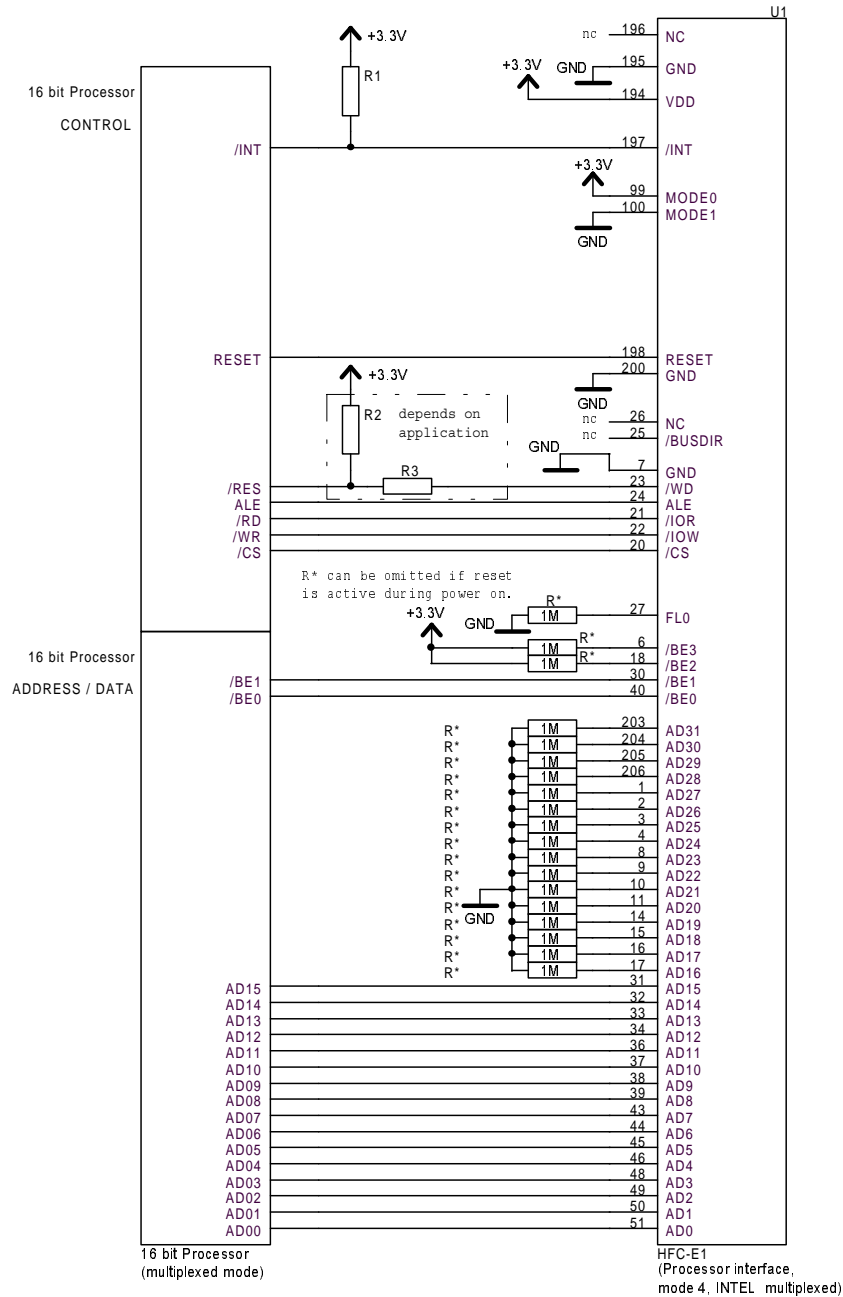 U1
196 NC
nc
+3.3V
195 GND
GND
+3.3V
194 VDD
R1
16 bit Processor
CONTROL
/INT 197 /INT
+3.3V
99 MODE0
100 MODE1
GND
RESET 198 RESET
200 GND
+3.3V
GND
R2 depends on
application
nc 26 NC
nc 25 /BUSDIR
GND
7 GND
R3
/RES 23 /WD
ALE 24 ALE
/RD 21 /IOR
/WR 22 /IOW
/CS 20 /CS
R* can be omitted if reset
is active during power on.
R*
+3.3V
GND 1M 27 FL0
1M R* 6 /BE3
1M R* 18 /BE2
16 bit Processor
ADDRESS / DATA
/BE1 30 /BE1
/BE0 40 /BE0
R* 1M 203 AD31
R* 1M 204 AD30
R* 1M 205 AD29
R* 1M 206 AD28
R* 1M 1 AD27
R* 1M 2 AD26
R* 1M 3 AD25
R* 1M 4 AD24
R* 1M 8 AD23
R* 1M 9 AD22
R* 1M 10 AD21
R* 1M 11 AD20
GND
R* 1M 14 AD19
R* 1M 15 AD18
R* 1M 16 AD17
R* 1M 17 AD16
AD15 31 AD15
AD14 32 AD14
AD13 33 AD13
AD12 34 AD12
AD11 36 AD11
AD10 37 AD10
AD09 38 AD9
AD08 39 AD8
AD07 43 AD7
AD06 44 AD6
AD05 45 AD5
AD04 46 AD4
AD03 48 AD3
AD02 49 AD2
AD01 50 AD1
AD00 51 AD0
16 bit Processor
(multiplexed mode)
HFC-E1
(Processor interface,
mode 4, INTEL multiplexed)